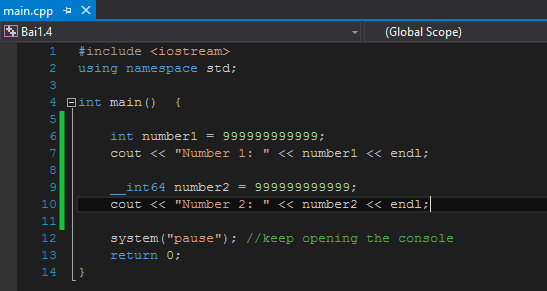 main.cpp
Bai1.4 (Global Scope)
1 #include <iostream>
2 using namespace std;
3
4 int main()  {
5
6     int number1 = 999999999999;
7     cout << "Number 1: " << number1 << endl;
8
9     __int64 number2 = 999999999999;
10     cout << "Number 2: " << number2 << endl;
11
12     system("pause"); //keep opening the console
13     return 0;
14 }